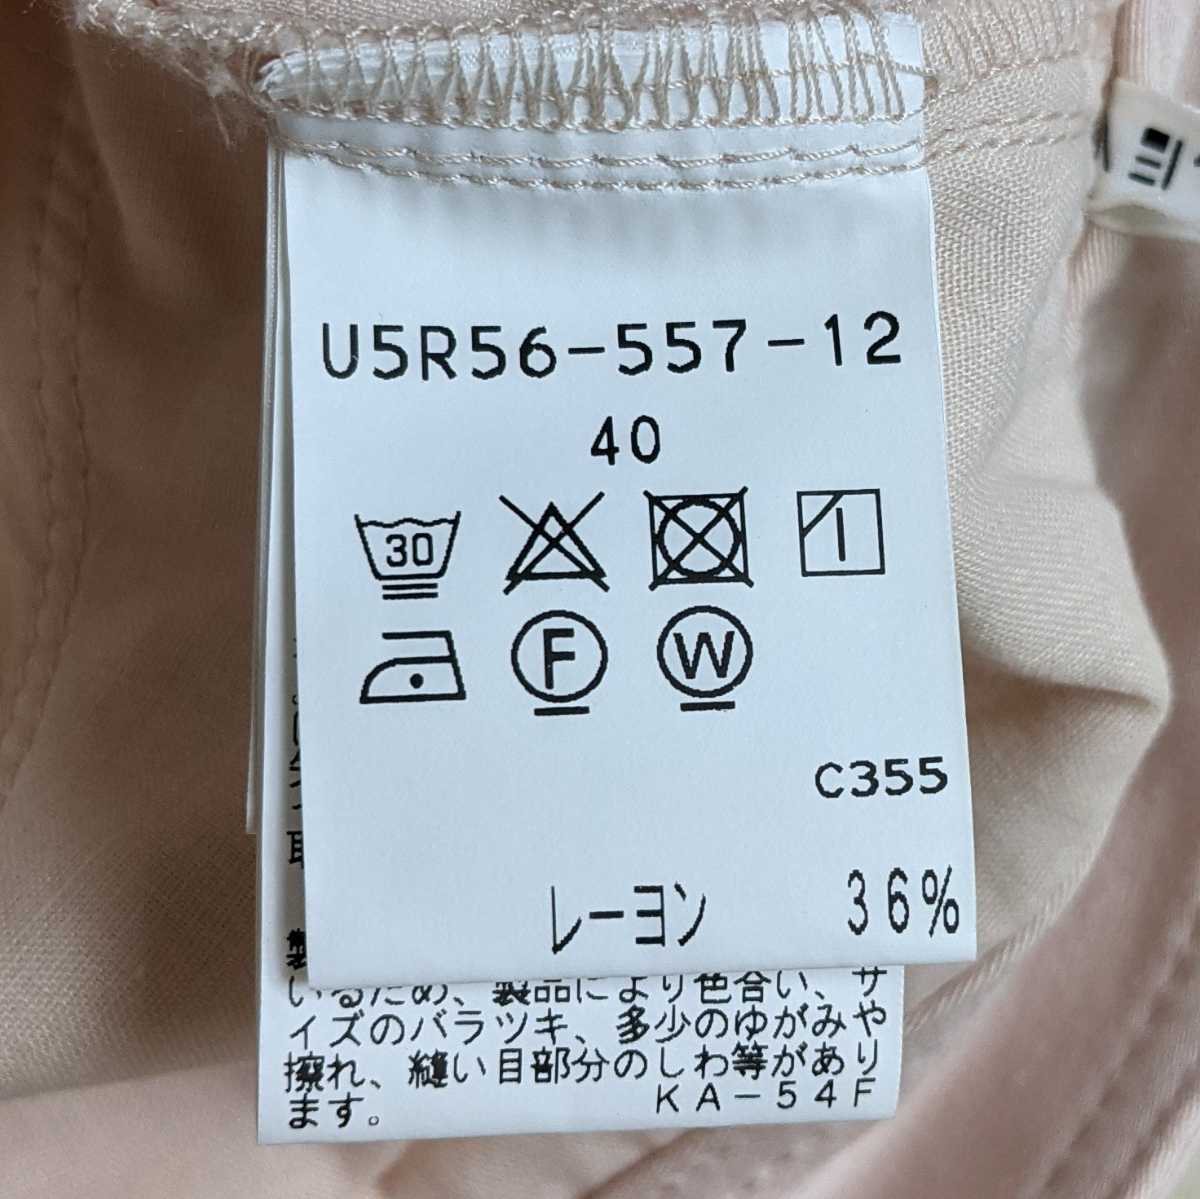 U5R56-557-12
40
30
F W
C355
レーヨン 36%
いるため、製品により色合い、サ
イズのバラツキ、多少のゆがみや
擦れ、縫い目部分のしわ等があり
ます。 KA-54F